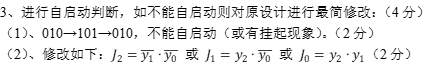 3、进行自启动判断，如不能自启动则对原设计进行最简修改：（4 分）
（1）、010→101→010，不能自启动（或有挂起现象）。（2 分）
（2）、修改如下：J₂ = y̅₁ · y̅₀ 或 J₁ = y₂ · y̅₀ 或 J₀ = y₂ · y₁（2 分）